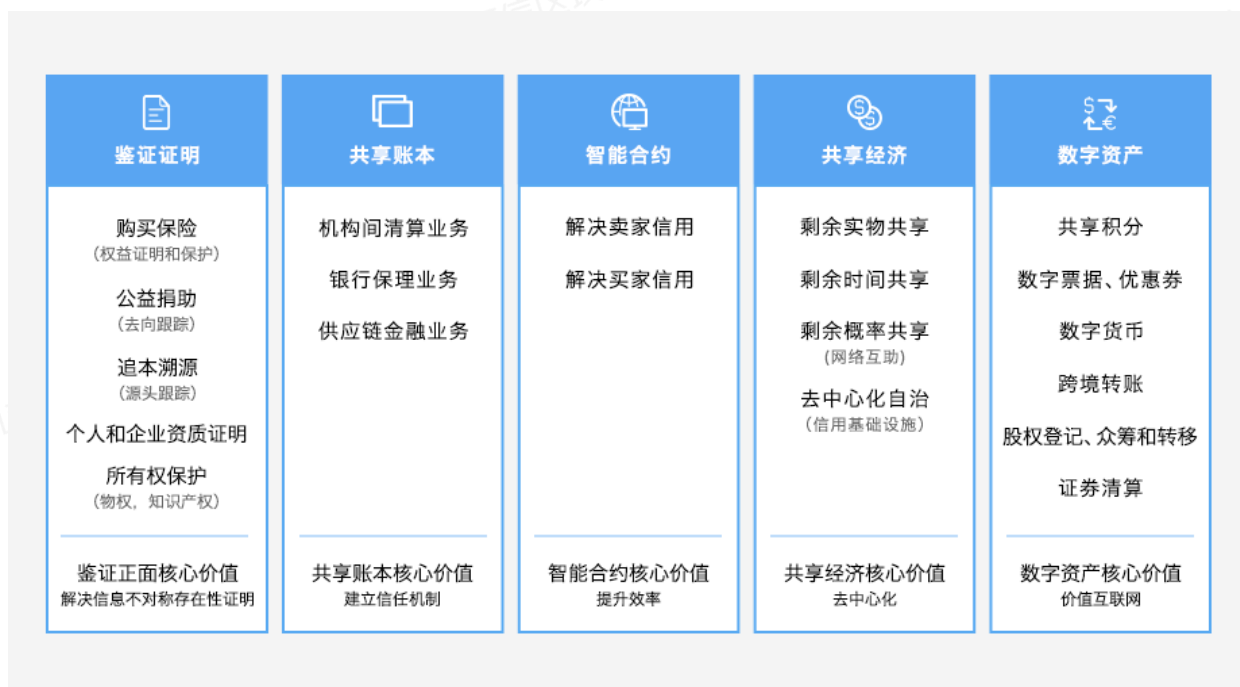 鉴证证明
购买保险
（权益证明和保护）
公益捐助
（去向跟踪）
追本溯源
（源头跟踪）
个人和企业资质证明
所有权保护
（物权，知识产权）
鉴证正面核心价值
解决信息不对称存在性证明
共享账本
机构间清算业务
银行保理业务
供应链金融业务
共享账本核心价值
建立信任机制
智能合约
解决卖家信用
解决买家信用
智能合约核心价值
提升效率
共享经济
剩余实物共享
剩余时间共享
剩余概率共享
(网络互助)
去中心化自治
（信用基础设施）
共享经济核心价值
去中心化
数字资产
共享积分
数字票据、优惠券
数字货币
跨境转账
股权登记、众筹和转移
证券清算
数字资产核心价值
价值互联网